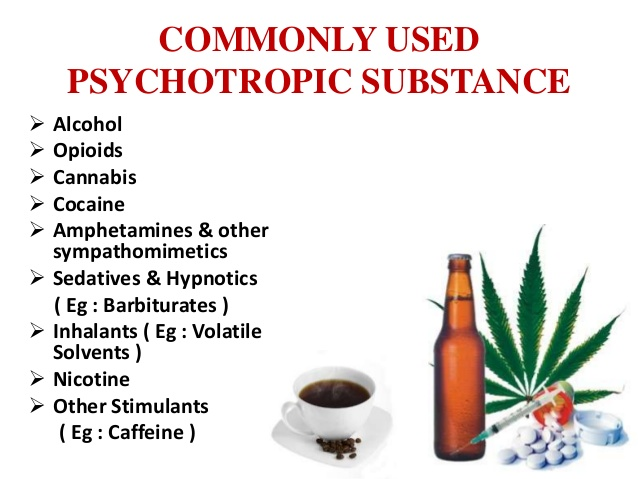 COMMONLY USED
PSYCHOTROPIC SUBSTANCE
➢ Alcohol
➢ Opioids
➢ Cannabis
➢ Cocaine
➢ Amphetamines & other
sympathomimetics
➢ Sedatives & Hypnotics
( Eg : Barbiturates )
➢ Inhalants ( Eg : Volatile
Solvents )
➢ Nicotine
➢ Other Stimulants
( Eg : Caffeine )